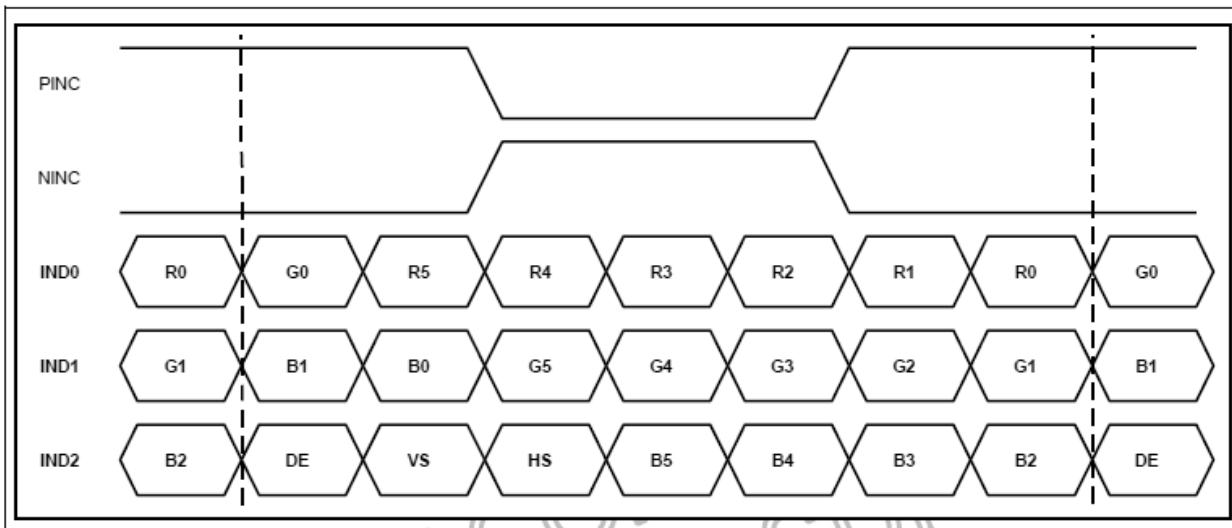 PINC
NINC
IND0 R0 G0 R5 R4 R3 R2 R1 R0 G0
IND1 G1 B1 B0 G5 G4 G3 G2 G1 B1
IND2 B2 DE VS HS B5 B4 B3 B2 DE